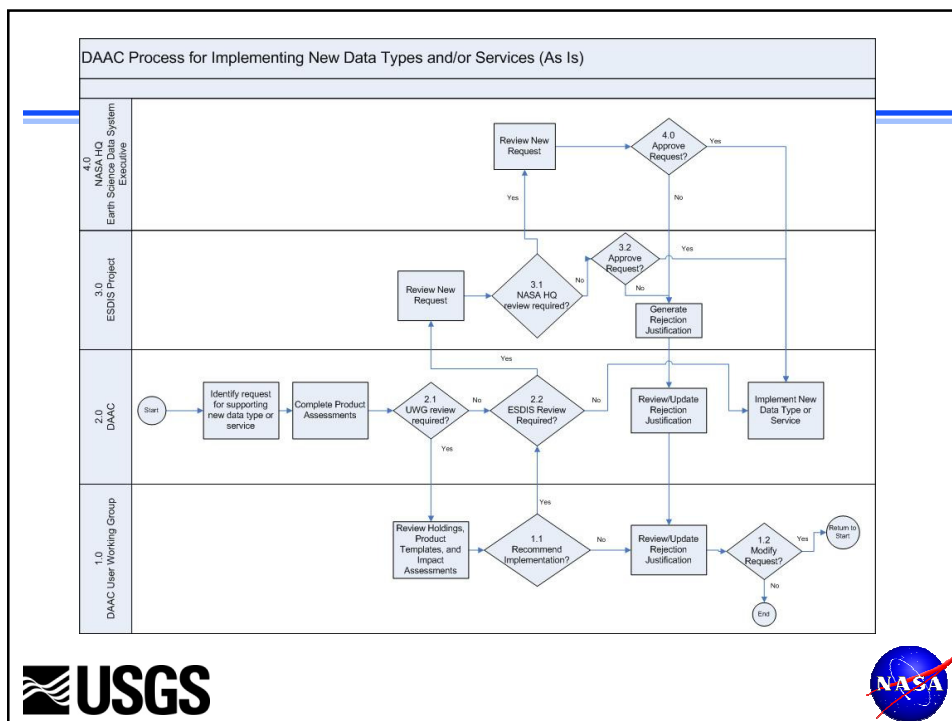 DAAC Process for Implementing New Data Types and/or Services (As Is)
4.0
NASA HQ
Earth Science Data System
Executive
Review New
Request
4.0
Approve
Request?
Yes
No
Yes
3.0
ESDIS Project
Review New
Request
3.1
NASA HQ
review required?
No
3.2
Approve
Request?
Yes
No
Generate
Rejection
Justification
Yes
2.0
DAAC
Start
Identify request
for supporting
new data type or
service
Complete Product
Assessments
2.1
UWG review
required?
No
Yes
2.2
ESDIS Review
Required?
No
Review/Update
Rejection
Justification
Implement New
Data Type or
Service
1.0
DAAC User Working Group
Review Holdings,
Product
Templates, and
Impact
Assessments
Yes
1.1
Recommend
Implementation?
No
Review/Update
Rejection
Justification
1.2
Modify
Request?
Yes
Return to
Start
No
End
USGS
NASA